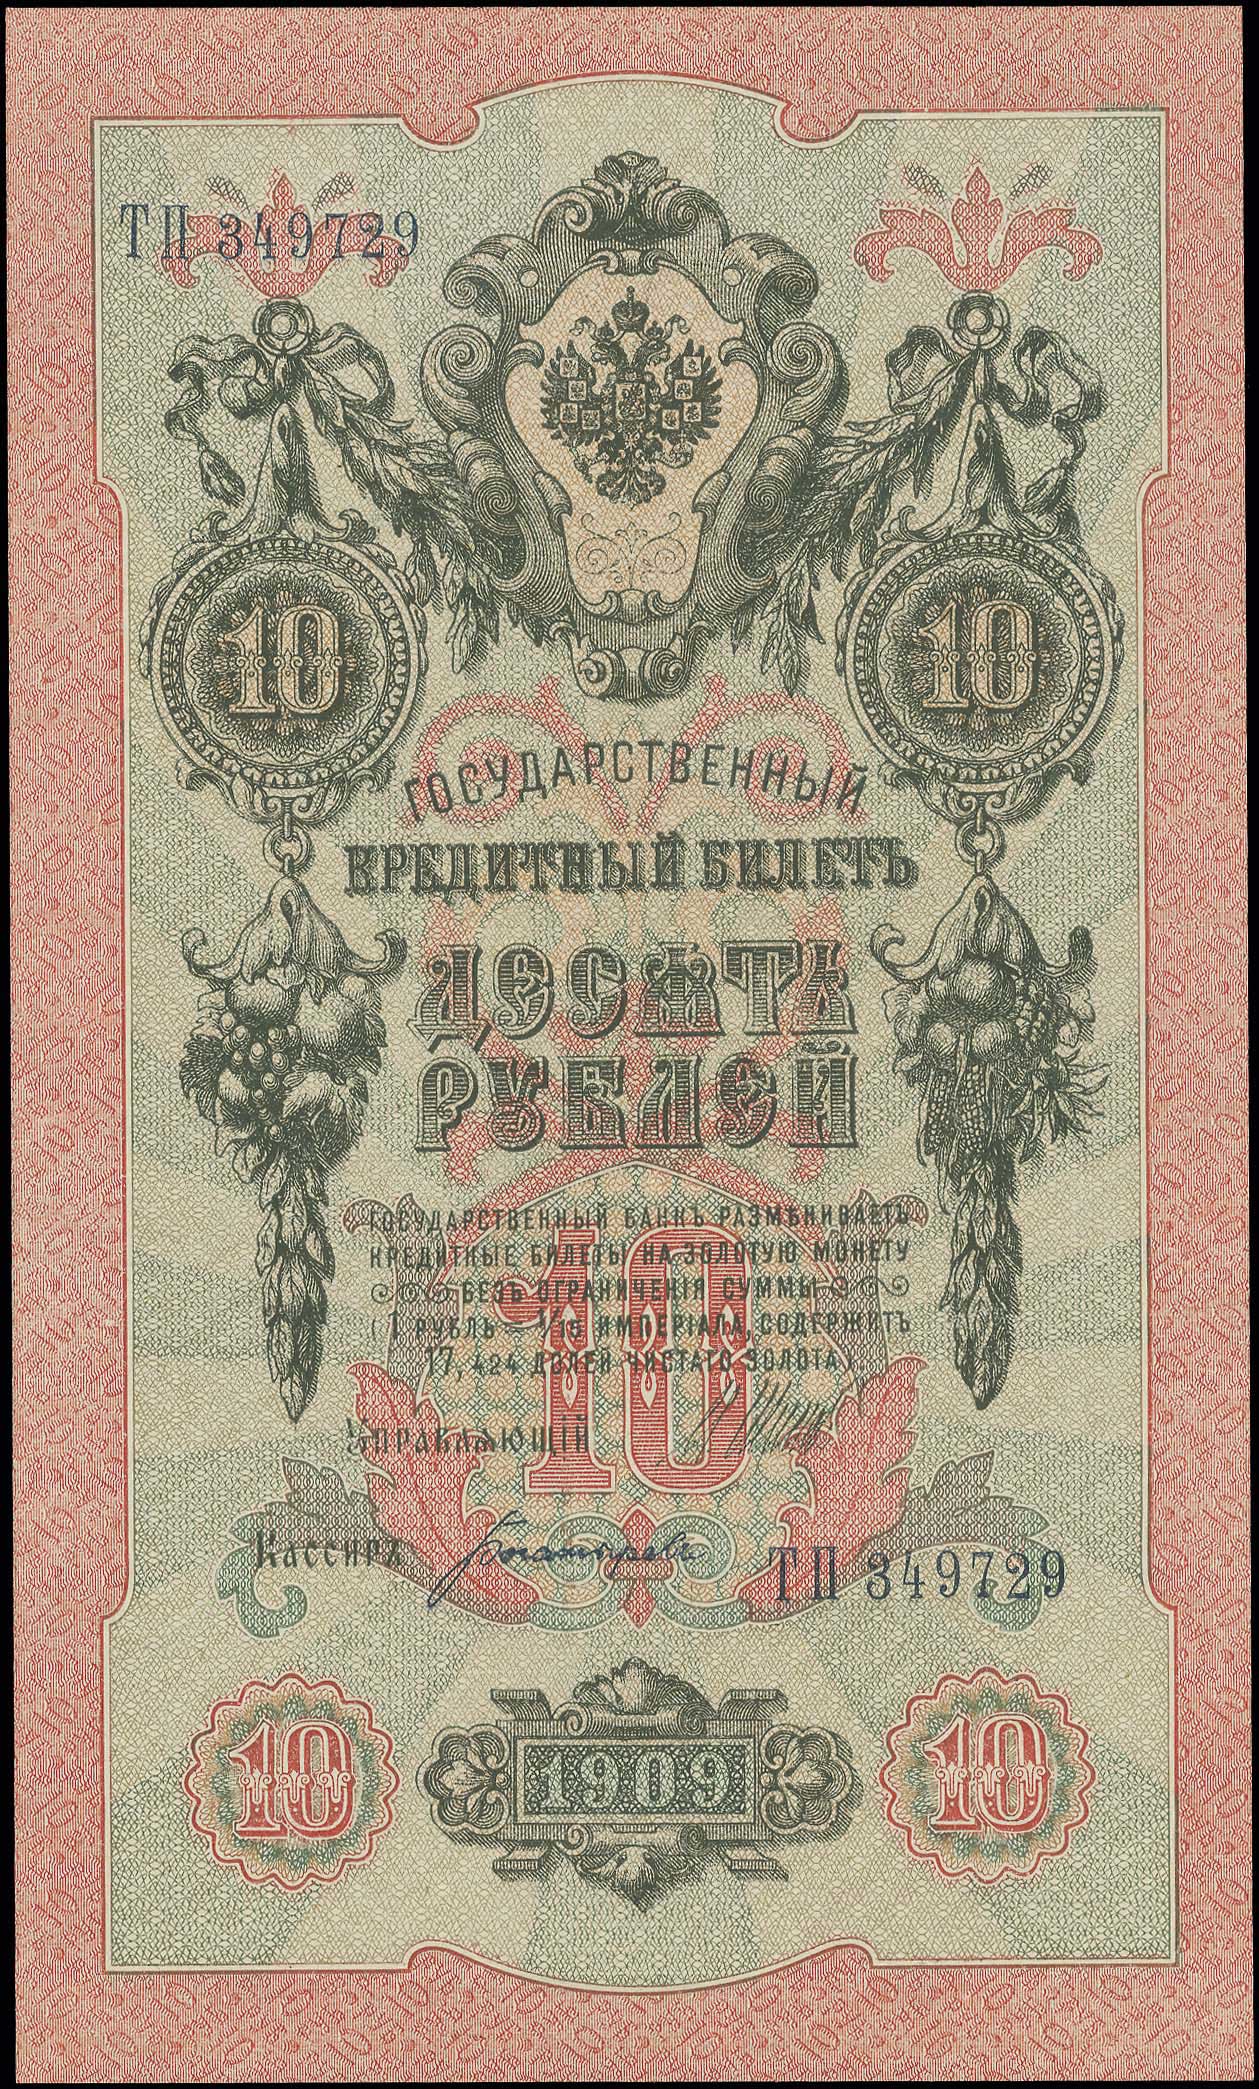 ТП 349729
10 10
ГОСУДАРСТВЕННЫЙ
КРЕДИТНЫЙ БИЛЕТЪ
ДЕСЯТЬ
РУБЛЕЙ
ГОСУДАРСТВЕННЫЙ БАНКЪ РАЗМѢНИВАЕТЪ
КРЕДИТНЫЕ БИЛЕТЫ НА ЗОЛОТУЮ МОНЕТУ
БЕЗЪ ОГРАНИЧЕНІЯ СУММЫ
(1 РУБЛЬ = 1/15 ИМПЕРІАЛА, СОДЕРЖИТЪ
17,424 ДОЛЕЙ ЧИСТАГО ЗОЛОТА)
10
УПРАВЛЯЮЩІЙ
Кассиръ Богатыревъ ТП 349729
10 1909 10